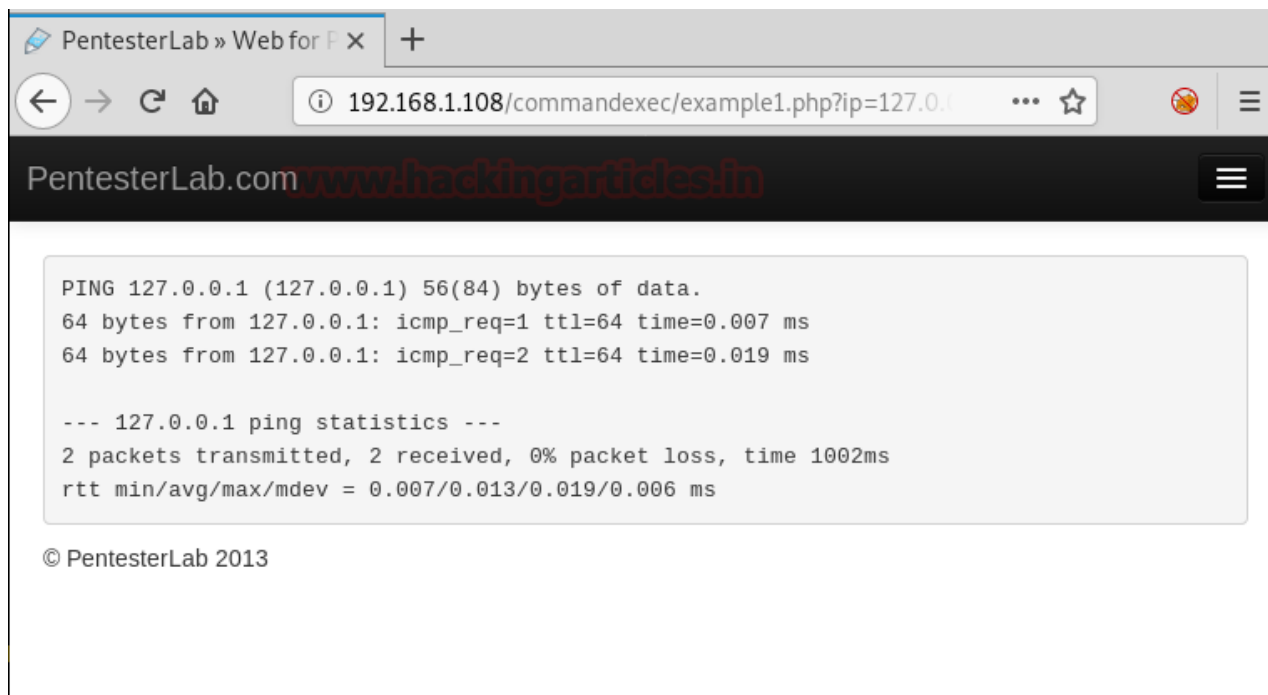 PentesterLab » Web for P
192.168.1.108/commandexec/example1.php?ip=127.0.
PentesterLab.com
www.hackingarticles.in
PING 127.0.0.1 (127.0.0.1) 56(84) bytes of data.
64 bytes from 127.0.0.1: icmp_req=1 ttl=64 time=0.007 ms
64 bytes from 127.0.0.1: icmp_req=2 ttl=64 time=0.019 ms
--- 127.0.0.1 ping statistics ---
2 packets transmitted, 2 received, 0% packet loss, time 1002ms
rtt min/avg/max/mdev = 0.007/0.013/0.019/0.006 ms
© PentesterLab 2013